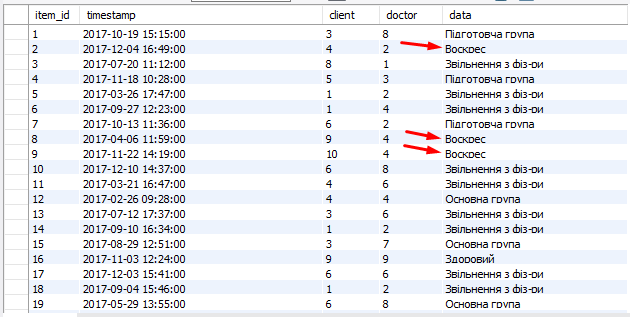 item_id timestamp client doctor data
1 2017-10-19 15:15:00 3 8 Підготовча група
2 2017-12-04 16:49:00 4 2 Воскрес
3 2017-07-20 11:12:00 8 1 Звільнення з фіз-ри
4 2017-11-18 10:28:00 5 3 Підготовча група
5 2017-03-26 17:47:00 1 2 Звільнення з фіз-ри
6 2017-09-27 12:23:00 1 4 Звільнення з фіз-ри
7 2017-10-13 11:36:00 6 2 Підготовча група
8 2017-04-06 11:59:00 9 4 Воскрес
9 2017-11-22 14:19:00 10 4 Воскрес
10 2017-12-10 14:37:00 6 8 Звільнення з фіз-ри
11 2017-03-21 16:47:00 4 6 Звільнення з фіз-ри
12 2017-02-26 09:28:00 4 4 Основна група
13 2017-07-12 17:37:00 3 6 Звільнення з фіз-ри
14 2017-09-10 16:34:00 1 2 Звільнення з фіз-ри
15 2017-08-29 12:51:00 3 7 Основна група
16 2017-11-03 12:24:00 9 9 Здоровий
17 2017-12-03 15:41:00 6 6 Звільнення з фіз-ри
18 2017-09-04 15:46:00 1 2 Звільнення з фіз-ри
19 2017-05-29 13:55:00 6 8 Основна група